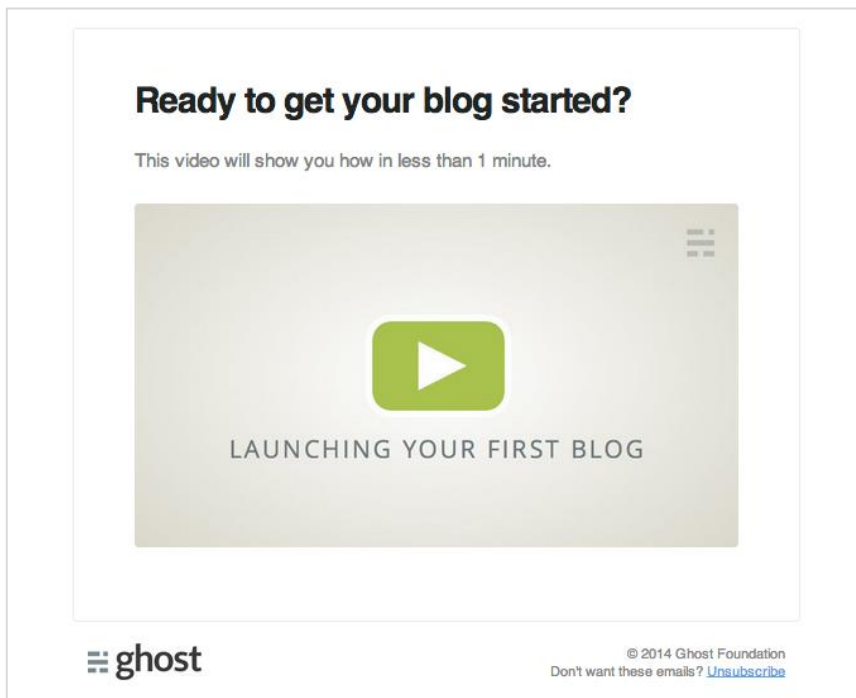 Ready to get your blog started?
This video will show you how in less than 1 minute.
LAUNCHING YOUR FIRST BLOG
ghost
© 2014 Ghost Foundation
Don't want these emails? Unsubscribe